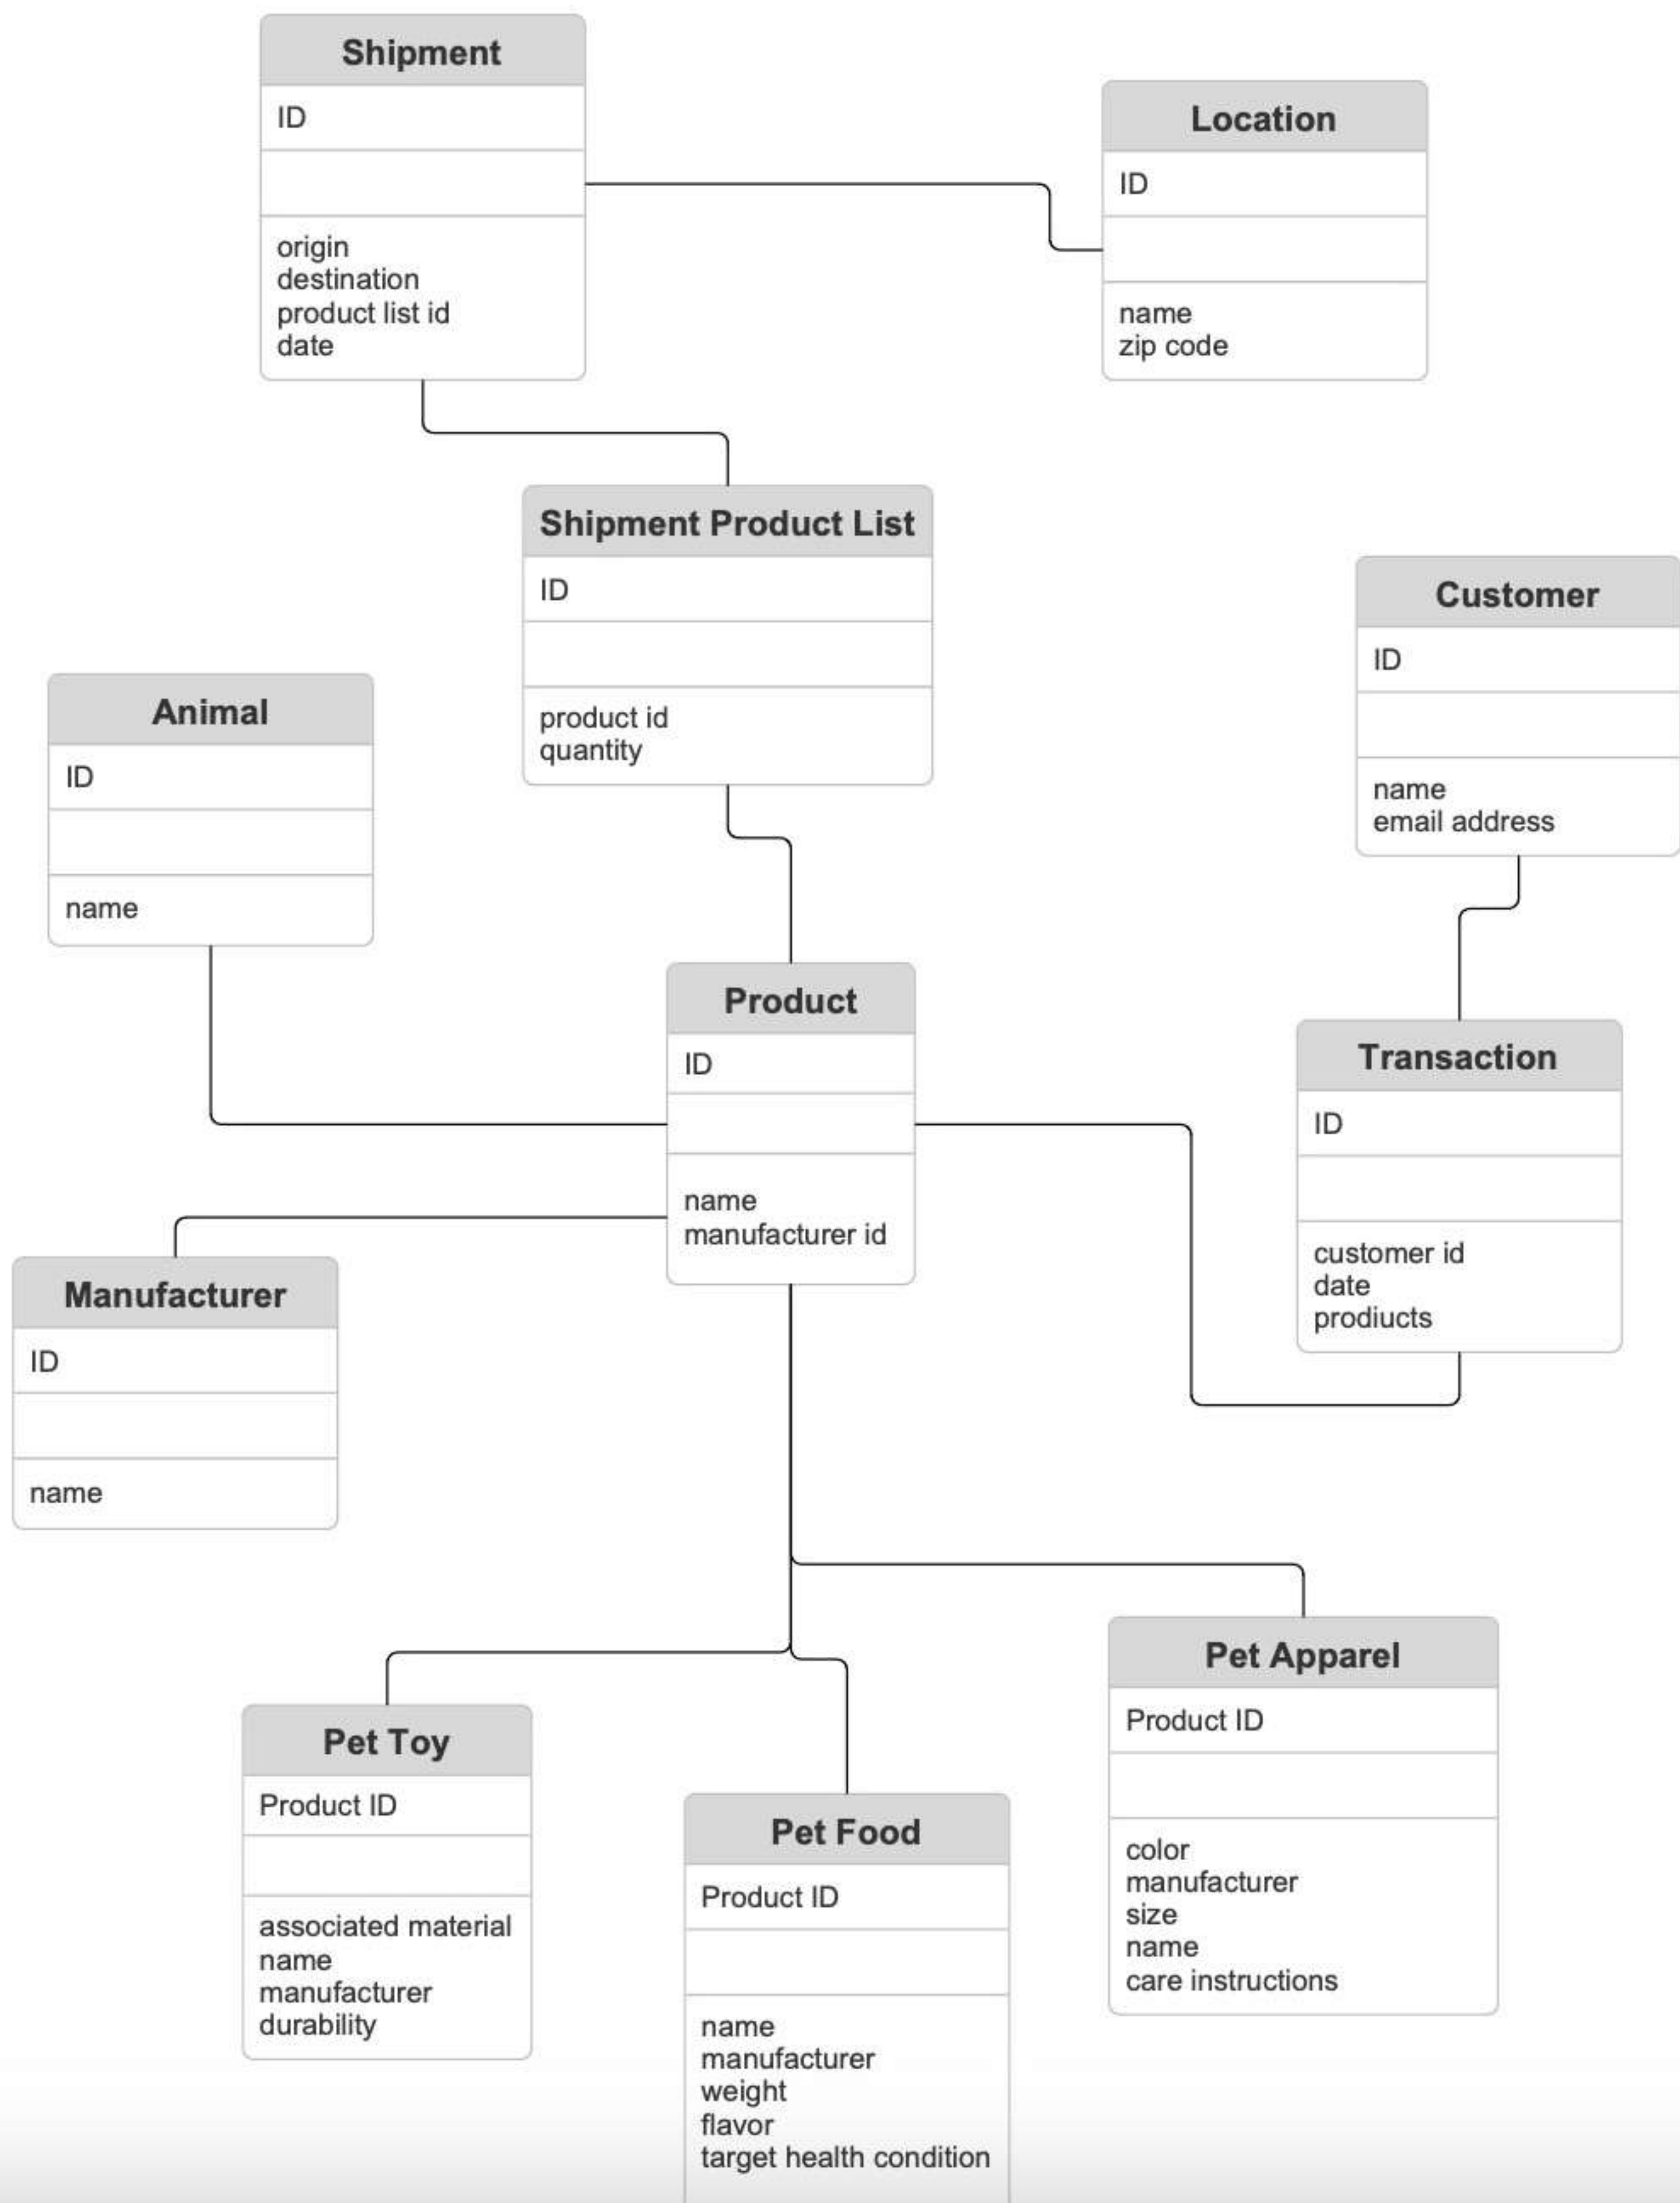 Shipment
ID
origin
destination
product list id
date
Location
ID
name
zip code
Shipment Product List
ID
product id
quantity
Customer
ID
name
email address
Animal
ID
name
Product
ID
name
manufacturer id
Transaction
ID
customer id
date
prodiucts
Manufacturer
ID
name
Pet Toy
Product ID
associated material
name
manufacturer
durability
Pet Food
Product ID
name
manufacturer
weight
flavor
target health condition
Pet Apparel
Product ID
color
manufacturer
size
name
care instructions